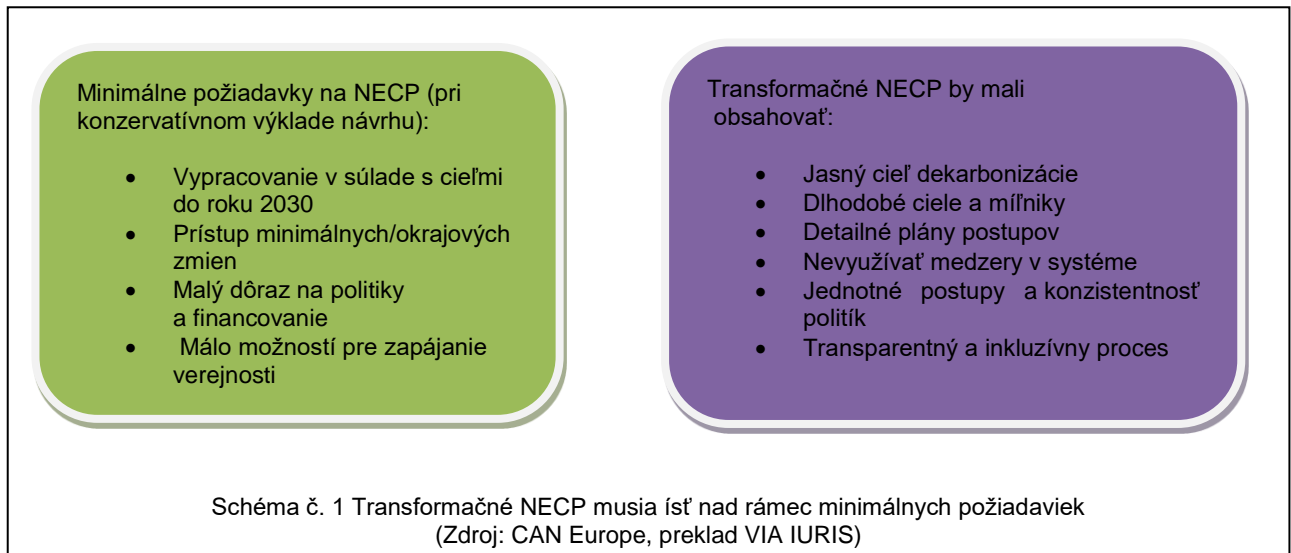 Minimálne požiadavky na NECP (pri
konzervatívnom výklade návrhu):
• Vypracovanie v súlade s cieľmi
do roku 2030
• Prístup minimálnych/okrajových
zmien
• Malý dôraz na politiky
a financovanie
• Málo možností pre zapájanie
verejnosti
Transformačné NECP by mali
obsahovať:
• Jasný cieľ dekarbonizácie
• Dlhodobé ciele a míľniky
• Detailné plány postupov
• Nevyužívať medzery v systéme
• Jednotné postupy a konzistentnosť
politík
• Transparentný a inkluzívny proces
Schéma č. 1 Transformačné NECP musia ísť nad rámec minimálnych požiadaviek
(Zdroj: CAN Europe, preklad VIA IURIS)